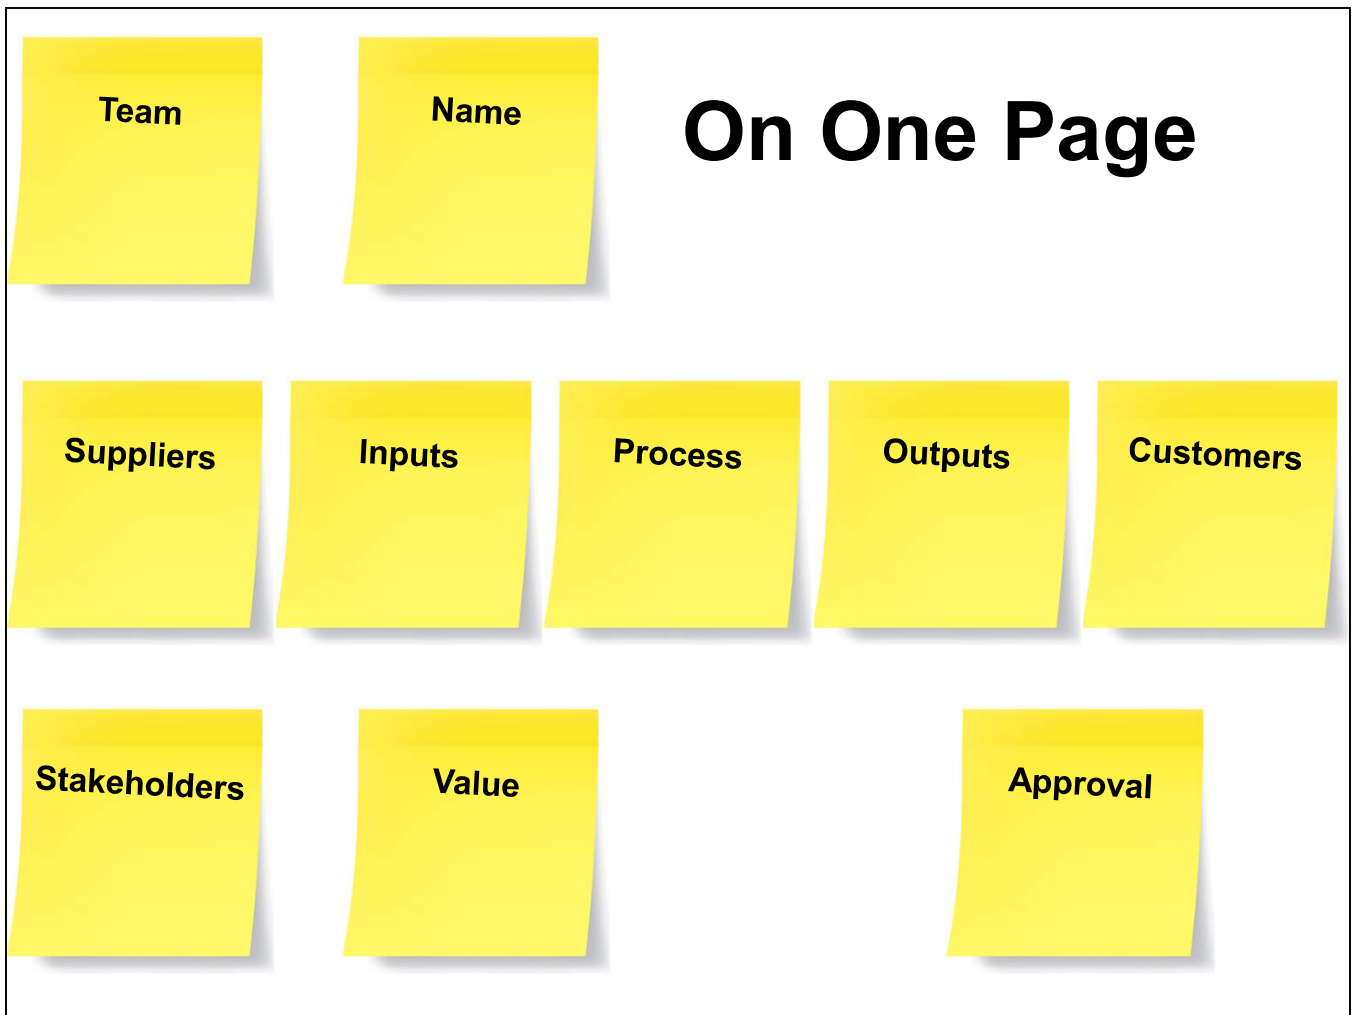 Team
Name
On One Page
Suppliers
Inputs
Process
Outputs
Customers
Stakeholders
Value
Approval